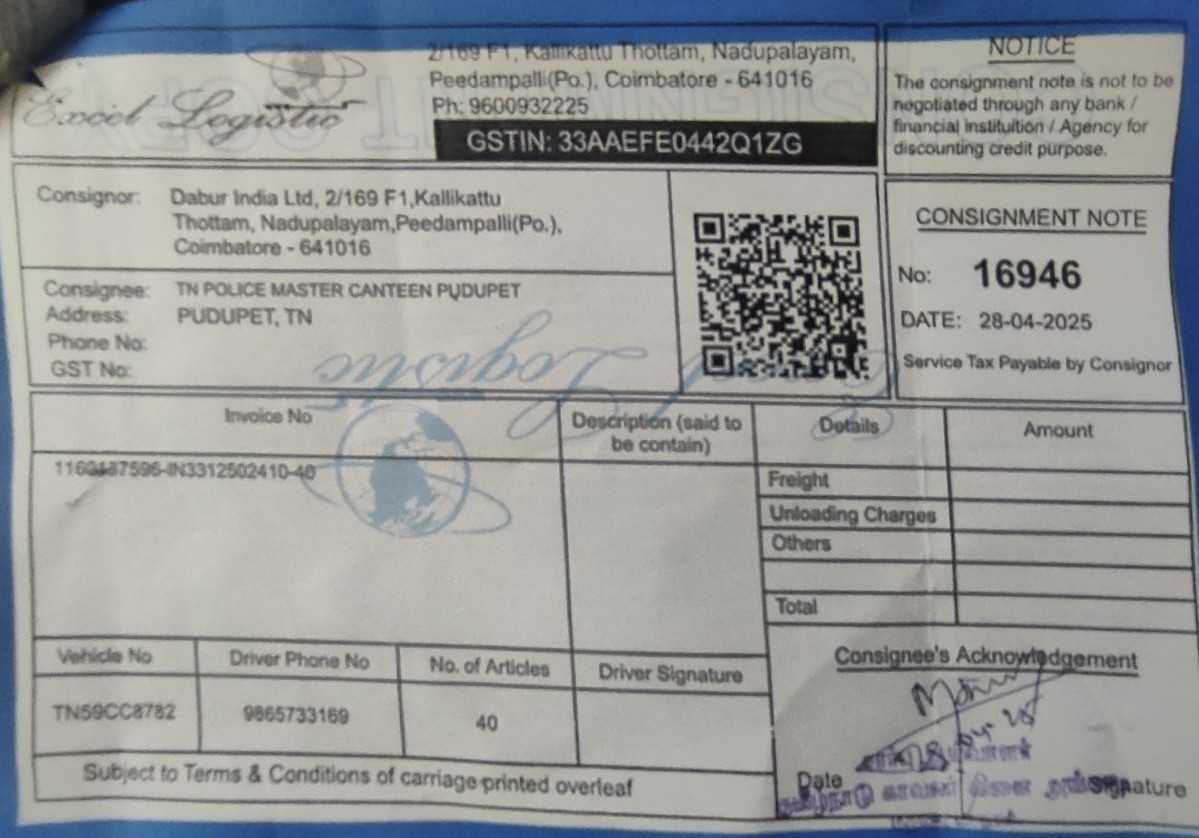 Excel Logistic
2/169 F1, Kallikattu Thottam, Nadupalayam,
Peedampalli(Po.), Coimbatore - 641016
Ph: 9600932225
GSTIN: 33AAEFE0442Q1ZG
NOTICE
The consignment note is not to be
negotiated through any bank /
financial instituition / Agency for
discounting credit purpose.
Consignor: Dabur India Ltd, 2/169 F1,Kallikattu
Thottam, Nadupalayam,Peedampalli(Po.),
Coimbatore - 641016
Consignee: TN POLICE MASTER CANTEEN PUDUPET
Address: PUDUPET, TN
Phone No:
GST No:
CONSIGNMENT NOTE
No: 16946
DATE: 28-04-2025
Service Tax Payable by Consignor
Invoice No
Description (said to
be contain)
Details
Amount
-IN3312502410-40
Freight
Unloading Charges
Others
Total
Vehicle No
Driver Phone No
No. of Articles
Driver Signature
TN59CC8782
9865733169
40
Subject to Terms & Conditions of carriage printed overleaf
Consignee's Acknowledgement
Date
Signature
Excel Logistic